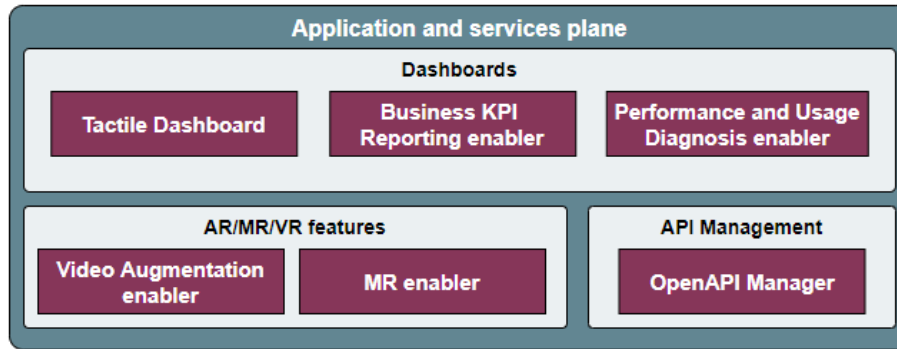 Application and services plane
Dashboards
Tactile Dashboard
Business KPI
Reporting enabler
Performance and Usage
Diagnosis enabler
AR/MR/VR features
Video Augmentation
enabler
MR enabler
API Management
OpenAPI Manager